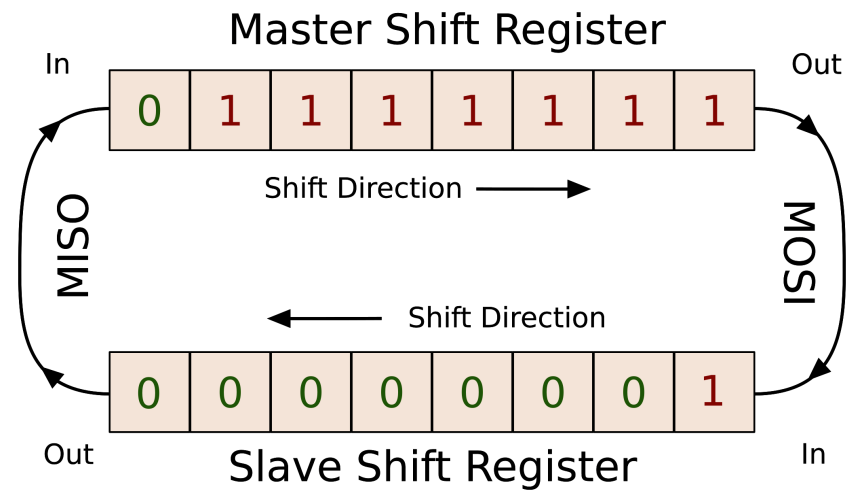 Master Shift Register
In
Out
0 1 1 1 1 1 1 1
Shift Direction
MISO
MOSI
Shift Direction
0 0 0 0 0 0 0 1
Out
In
Slave Shift Register